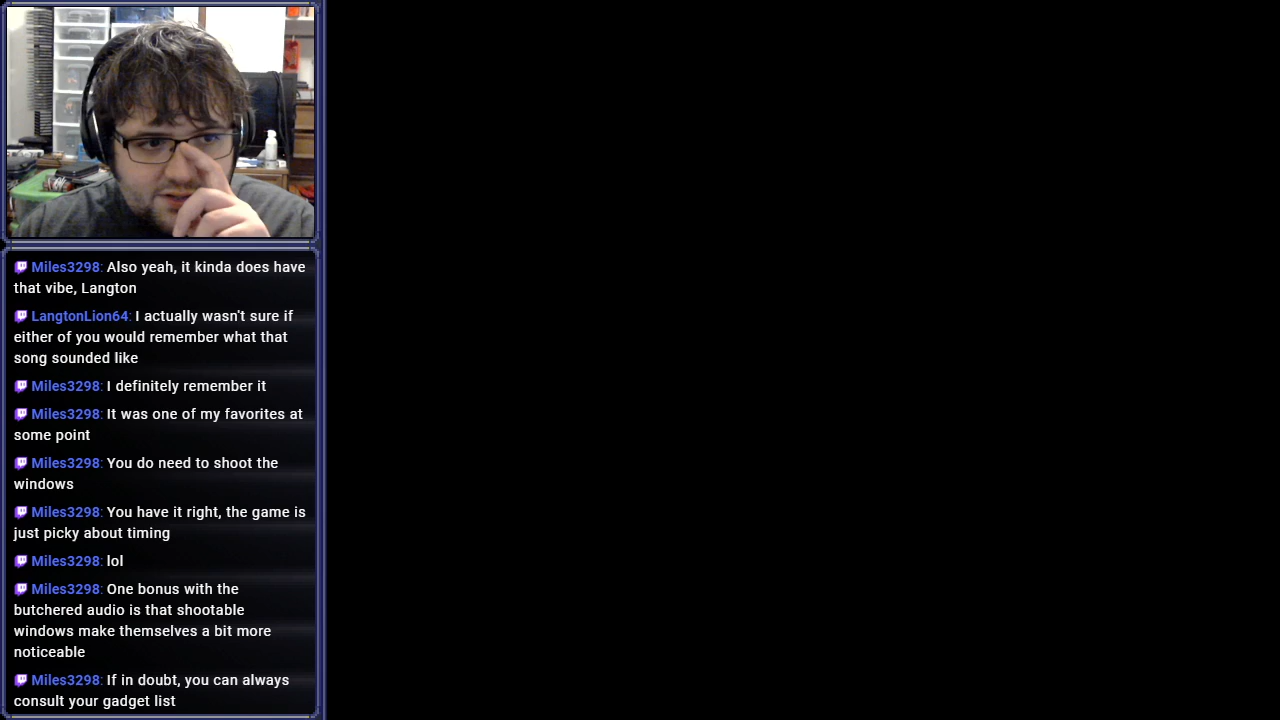 Miles3298: Also yeah, it kinda does have
that vibe, Langton
LangtonLion64: I actually wasn't sure if
either of you would remember what that
song sounded like
Miles3298: I definitely remember it
Miles3298: It was one of my favorites at
some point
Miles3298: You do need to shoot the
windows
Miles3298: You have it right, the game is
just picky about timing
Miles3298: lol
Miles3298: One bonus with the
butchered audio is that shootable
windows make themselves a bit more
noticeable
Miles3298: If in doubt, you can always
consult your gadget list